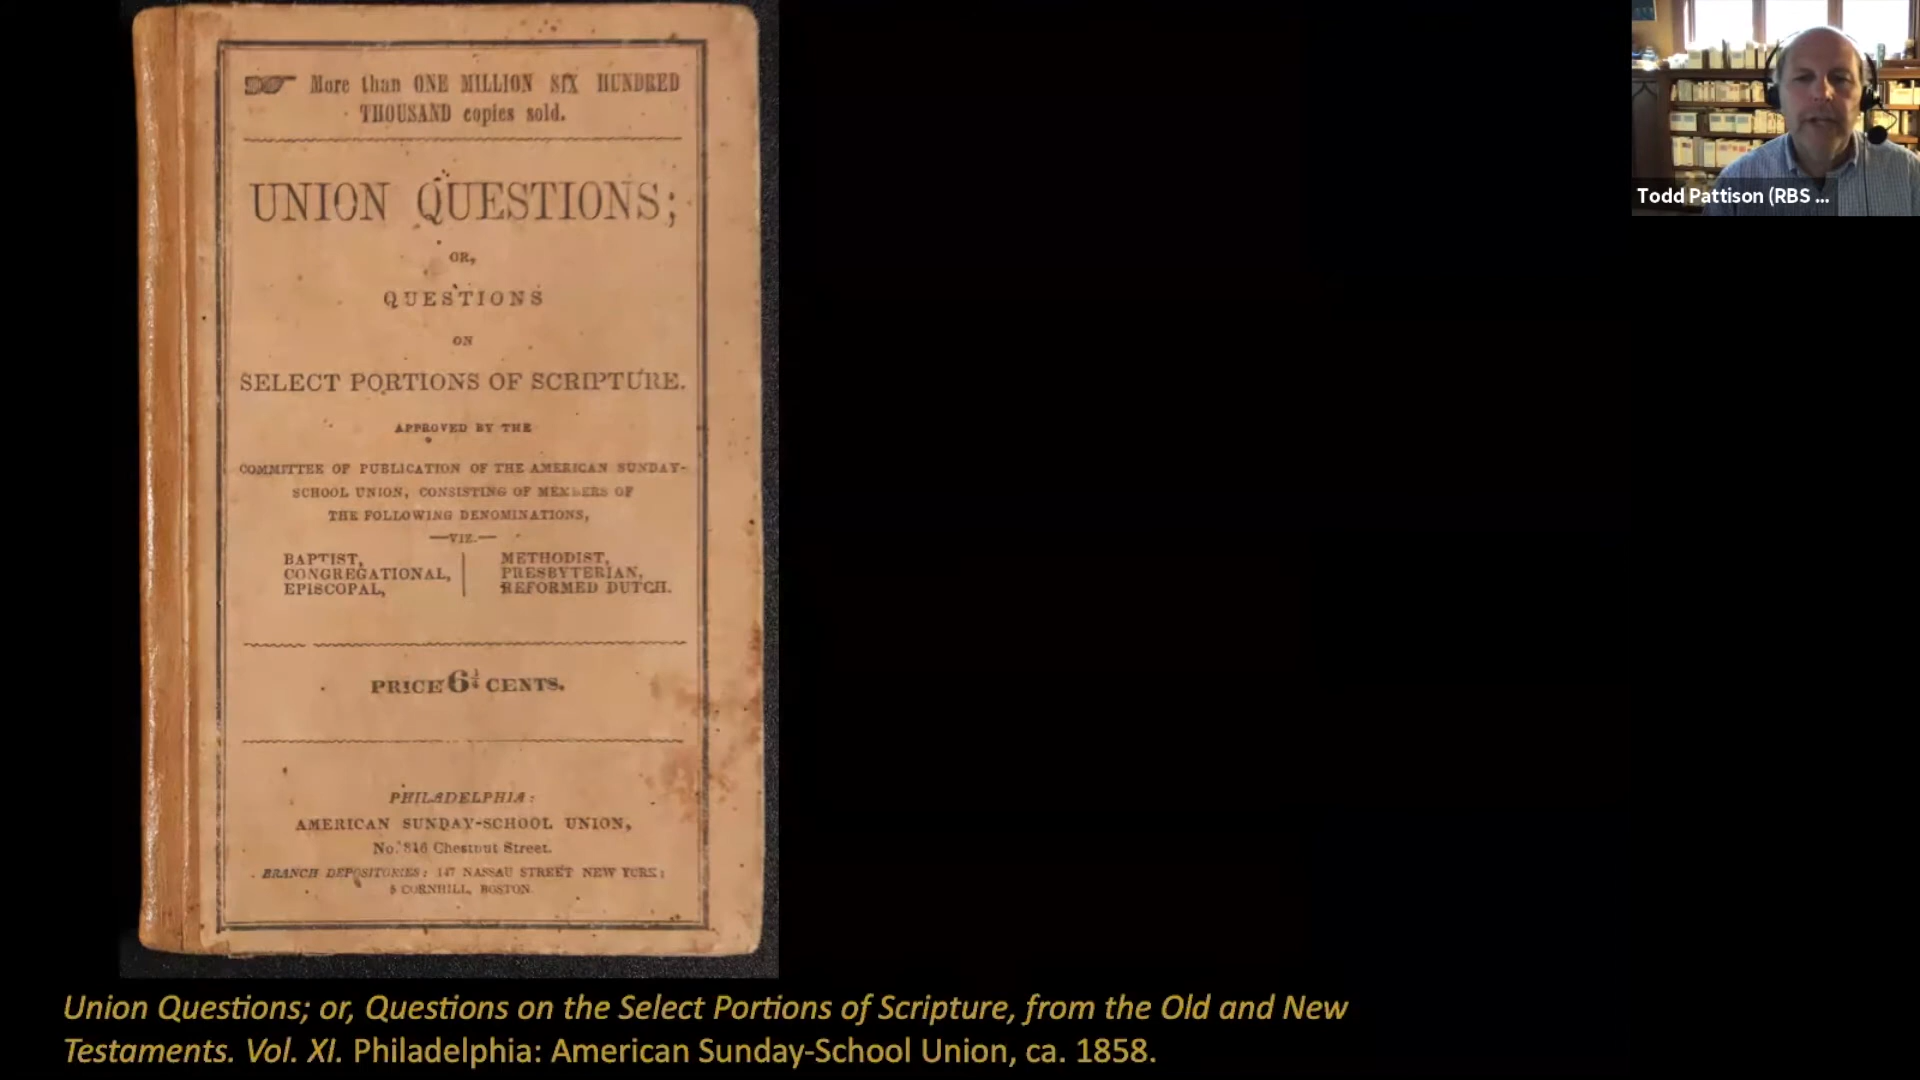 More than ONE MILLION SIX HUNDRED
THOUSAND copies sold.
UNION QUESTIONS;
OR,
QUESTIONS
ON
SELECT PORTIONS OF SCRIPTURE.
APPROVED BY THE
COMMITTEE OF PUBLICATION OF THE AMERICAN SUNDAY-
SCHOOL UNION, CONSISTING OF MEMBERS OF
THE FOLLOWING DENOMINATIONS,
—VIZ.—
BAPTIST,
CONGREGATIONAL,
EPISCOPAL,
METHODIST,
PRESBYTERIAN,
REFORMED DUTCH.
PRICE 6¼ CENTS.
PHILADELPHIA:
AMERICAN SUNDAY-SCHOOL UNION,
No. 816 Chestnut Street.
BRANCH DEPOSITORIES: 147 NASSAU STREET NEW YORK;
5 CORNHILL, BOSTON
Todd Pattison (RBS ...
Union Questions; or, Questions on the Select Portions of Scripture, from the Old and New
Testaments. Vol. XI. Philadelphia: American Sunday-School Union, ca. 1858.